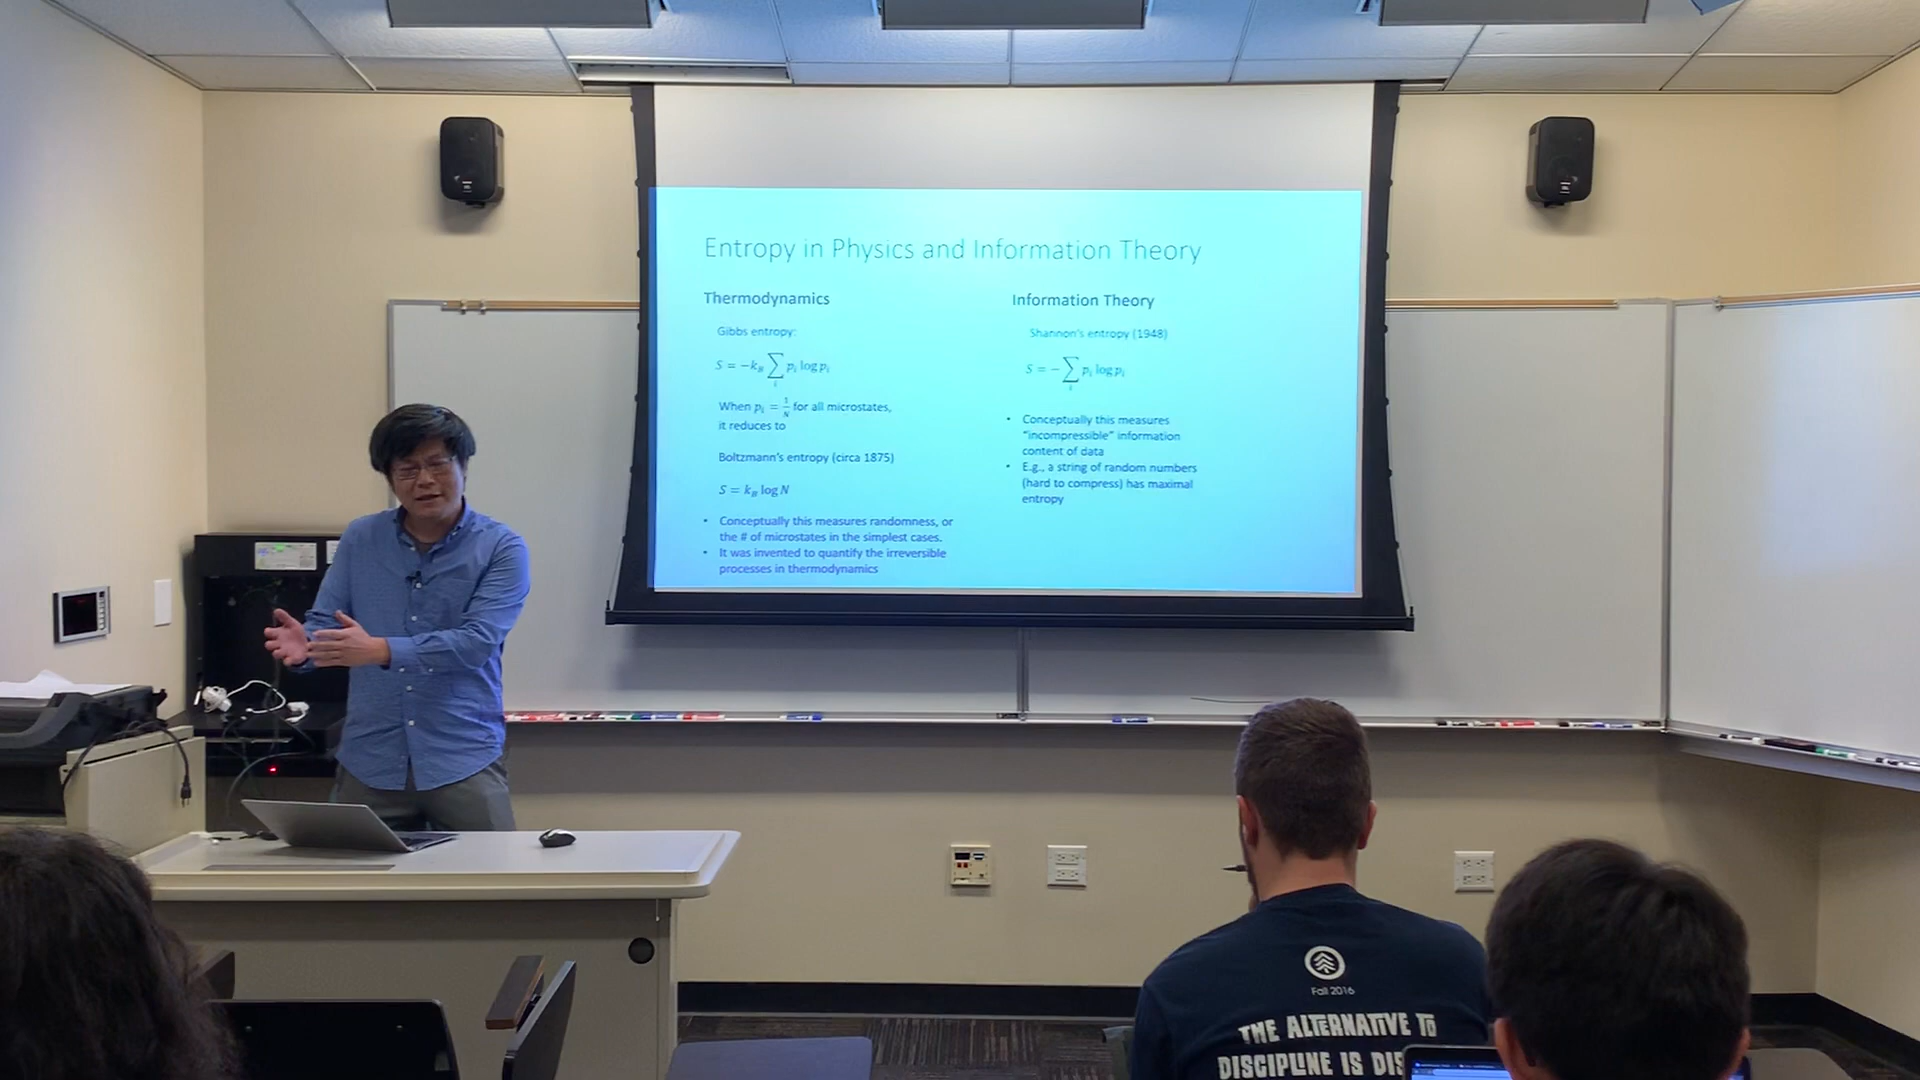 Entropy in Physics and Information Theory
Thermodynamics
Gibbs entropy:
S = −k_B ∑_i p_i log p_i
When p_i = 1/N for all microstates,
it reduces to
Boltzmann's entropy (circa 1875)
S = k_B log N
• Conceptually this measures randomness, or
the # of microstates in the simplest cases.
• It was invented to quantify the irreversible
processes in thermodynamics
Information Theory
Shannon's entropy (1948)
S = − ∑_i p_i log p_i
• Conceptually this measures
"incompressible" information
content of data
• E.g., a string of random numbers
(hard to compress) has maximal
entropy
Fall 2016
THE ALTERNATIVE TO
DISCIPLINE IS